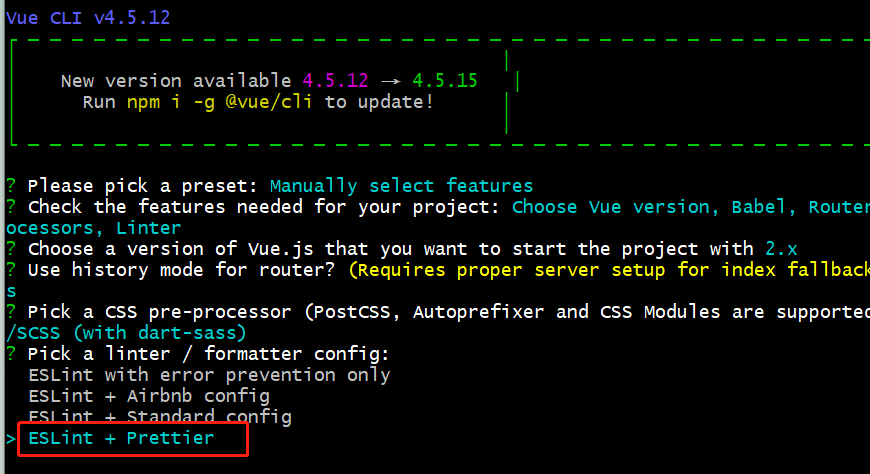 Vue CLI v4.5.12
New version available 4.5.12 → 4.5.15
Run npm i -g @vue/cli to update!
? Please pick a preset: Manually select features
? Check the features needed for your project: Choose Vue version, Babel, Router
ocessors, Linter
? Choose a version of Vue.js that you want to start the project with 2.x
? Use history mode for router? (Requires proper server setup for index fallback
s
? Pick a CSS pre-processor (PostCSS, Autoprefixer and CSS Modules are supported
/SCSS (with dart-sass)
? Pick a linter / formatter config:
ESLint with error prevention only
ESLint + Airbnb config
ESLint + Standard config
> ESLint + Prettier